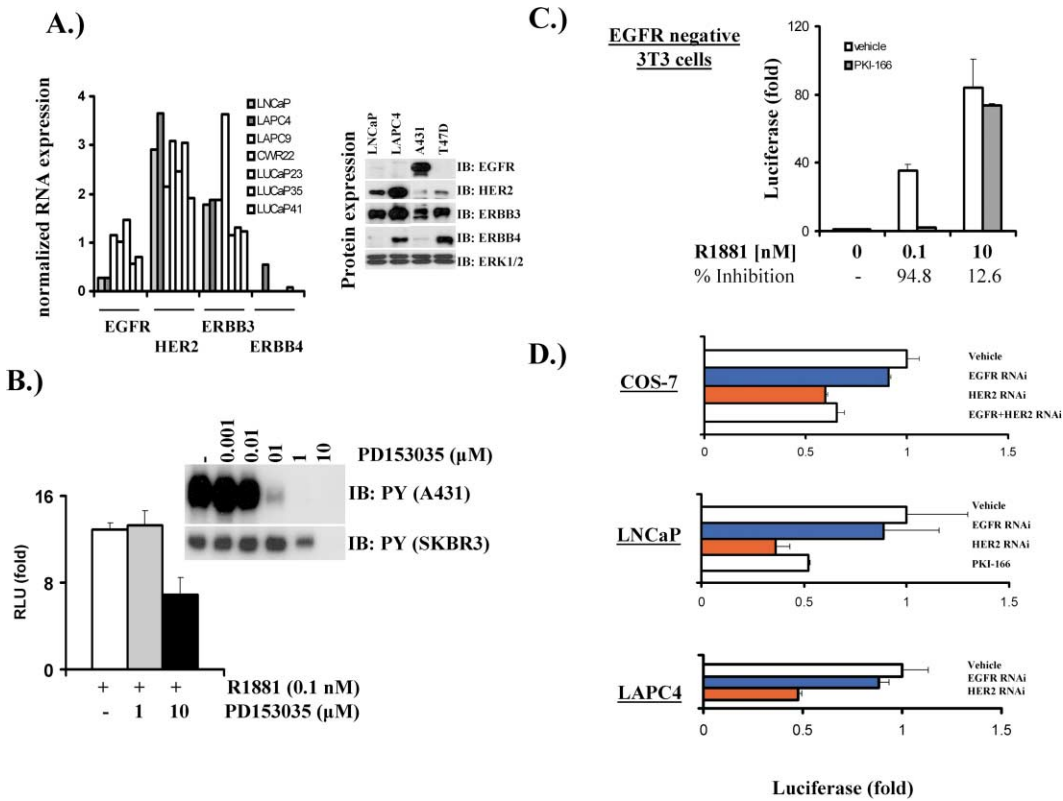 A.)
normalized RNA expression
4
3
2
1
0
LNCaP
LAPC4
LAPC9
CWR22
LUCaP23
LUCaP35
LUCaP41
EGFR
HER2
ERBB3
ERBB4
Protein expression
LNCaP
LAPC4
A431
T47D
IB: EGFR
IB: HER2
IB: ERBB3
IB: ERBB4
IB: ERK1/2
B.)
- 0.001 0.01 01 1 10
PD153035 (µM)
IB: PY (A431)
IB: PY (SKBR3)
RLU (fold)
16
8
0
+ + + R1881 (0.1 nM)
- 1 10 PD153035 (µM)
C.)
EGFR negative
3T3 cells
Luciferase (fold)
120
80
40
0
vehicle
PKI-166
R1881 [nM] 0 0.1 10
% Inhibition - 94.8 12.6
D.)
COS-7
Vehicle
EGFR RNAi
HER2 RNAi
EGFR+HER2 RNAi
0 0.5 1 1.5
LNCaP
Vehicle
EGFR RNAi
HER2 RNAi
PKI-166
0 0.5 1 1.5
LAPC4
Vehicle
EGFR RNAi
HER2 RNAi
0 0.5 1 1.5
Luciferase (fold)